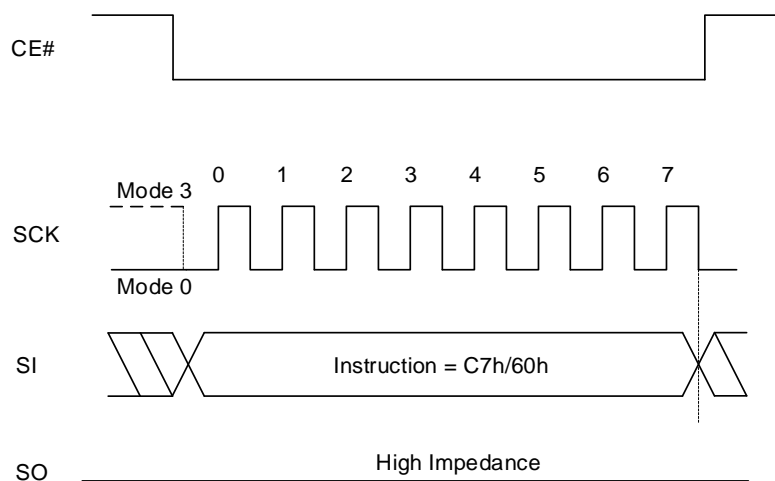 CE#
0 1 2 3 4 5 6 7
Mode 3
SCK
Mode 0
SI
Instruction = C7h/60h
High Impedance
SO